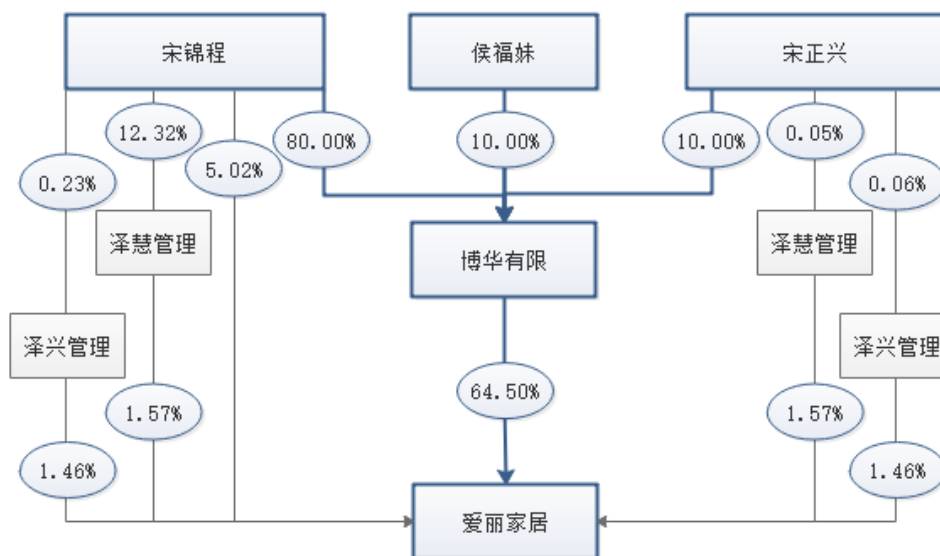 宋锦程
侯福妹
宋正兴
12.32%
0.05%
80.00%
10.00%
10.00%
5.02%
0.23%
0.06%
泽慧管理
博华有限
泽慧管理
泽兴管理
泽兴管理
64.50%
1.57%
1.57%
1.46%
1.46%
爱丽家居